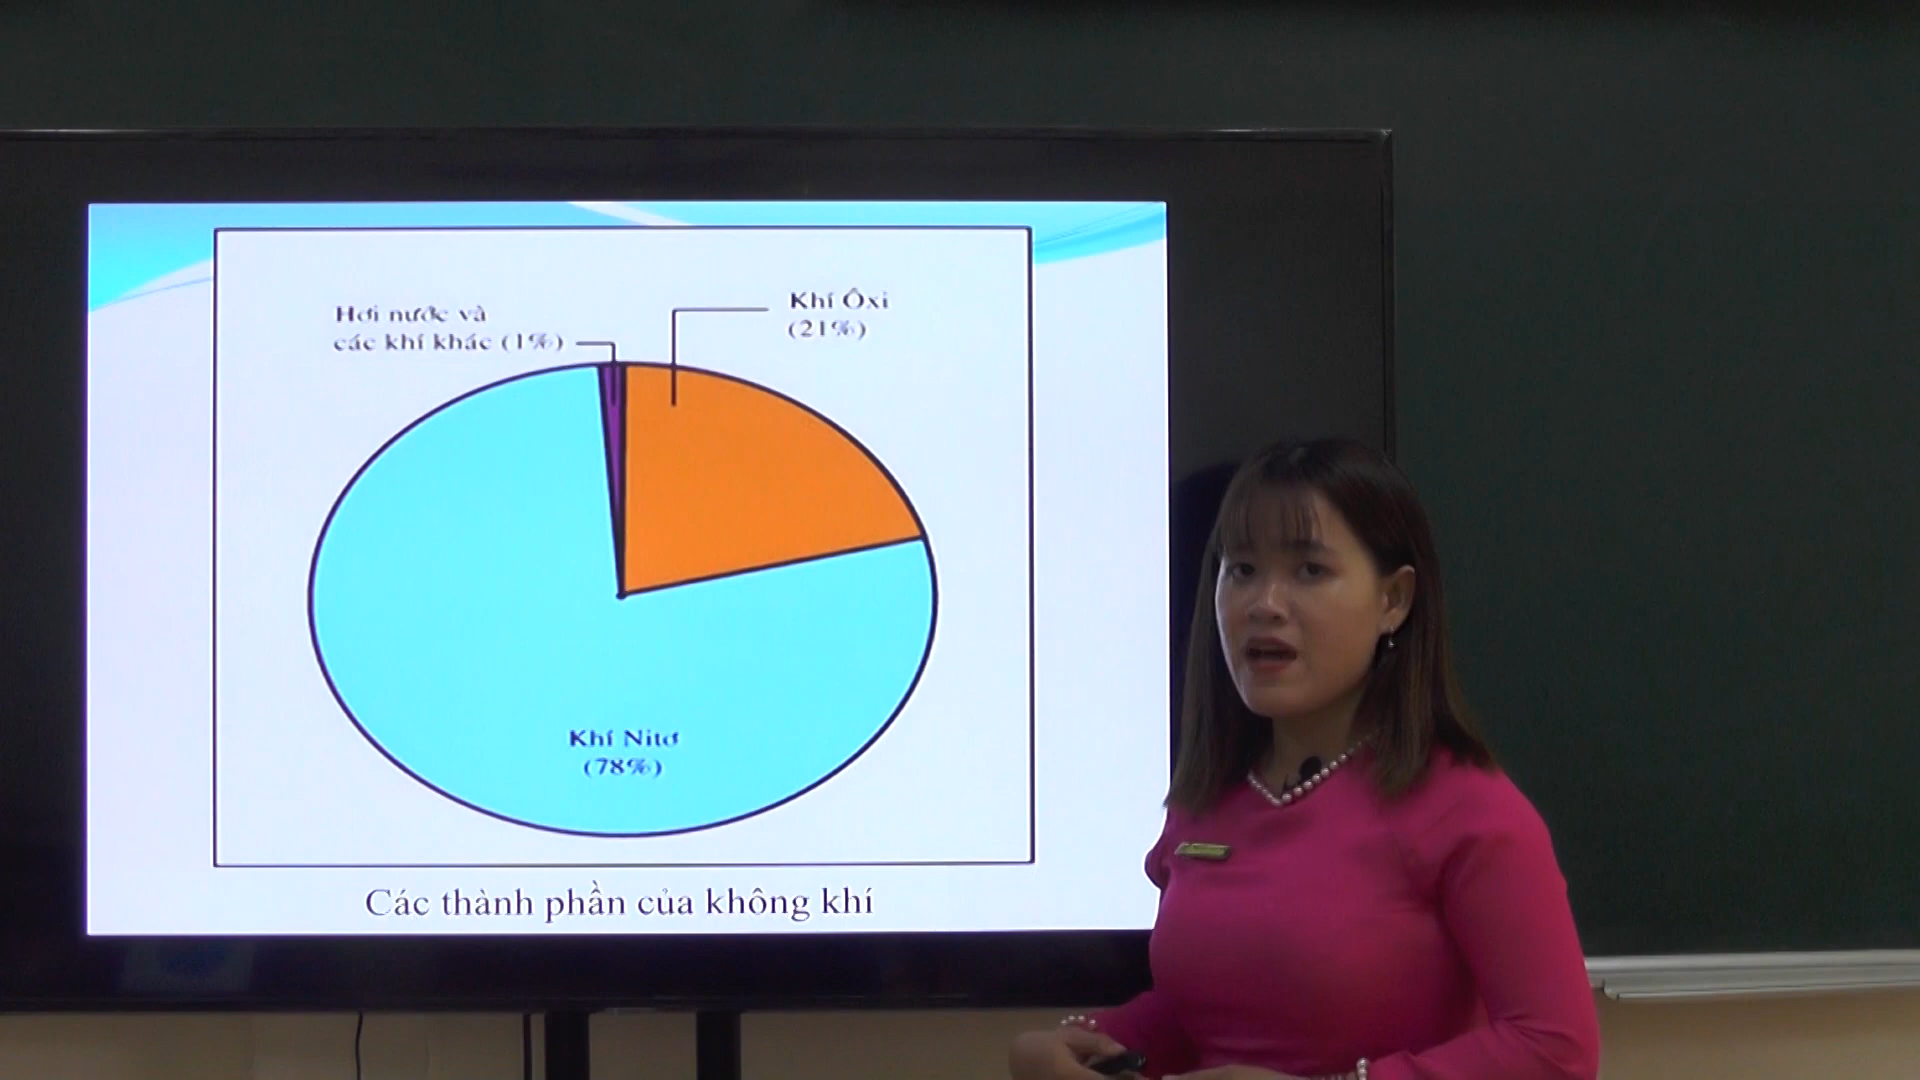 Hơi nước và
các khí khác (1%)
Khí Ôxi
(21%)
Khí Nitơ
(78%)
Các thành phần của không khí